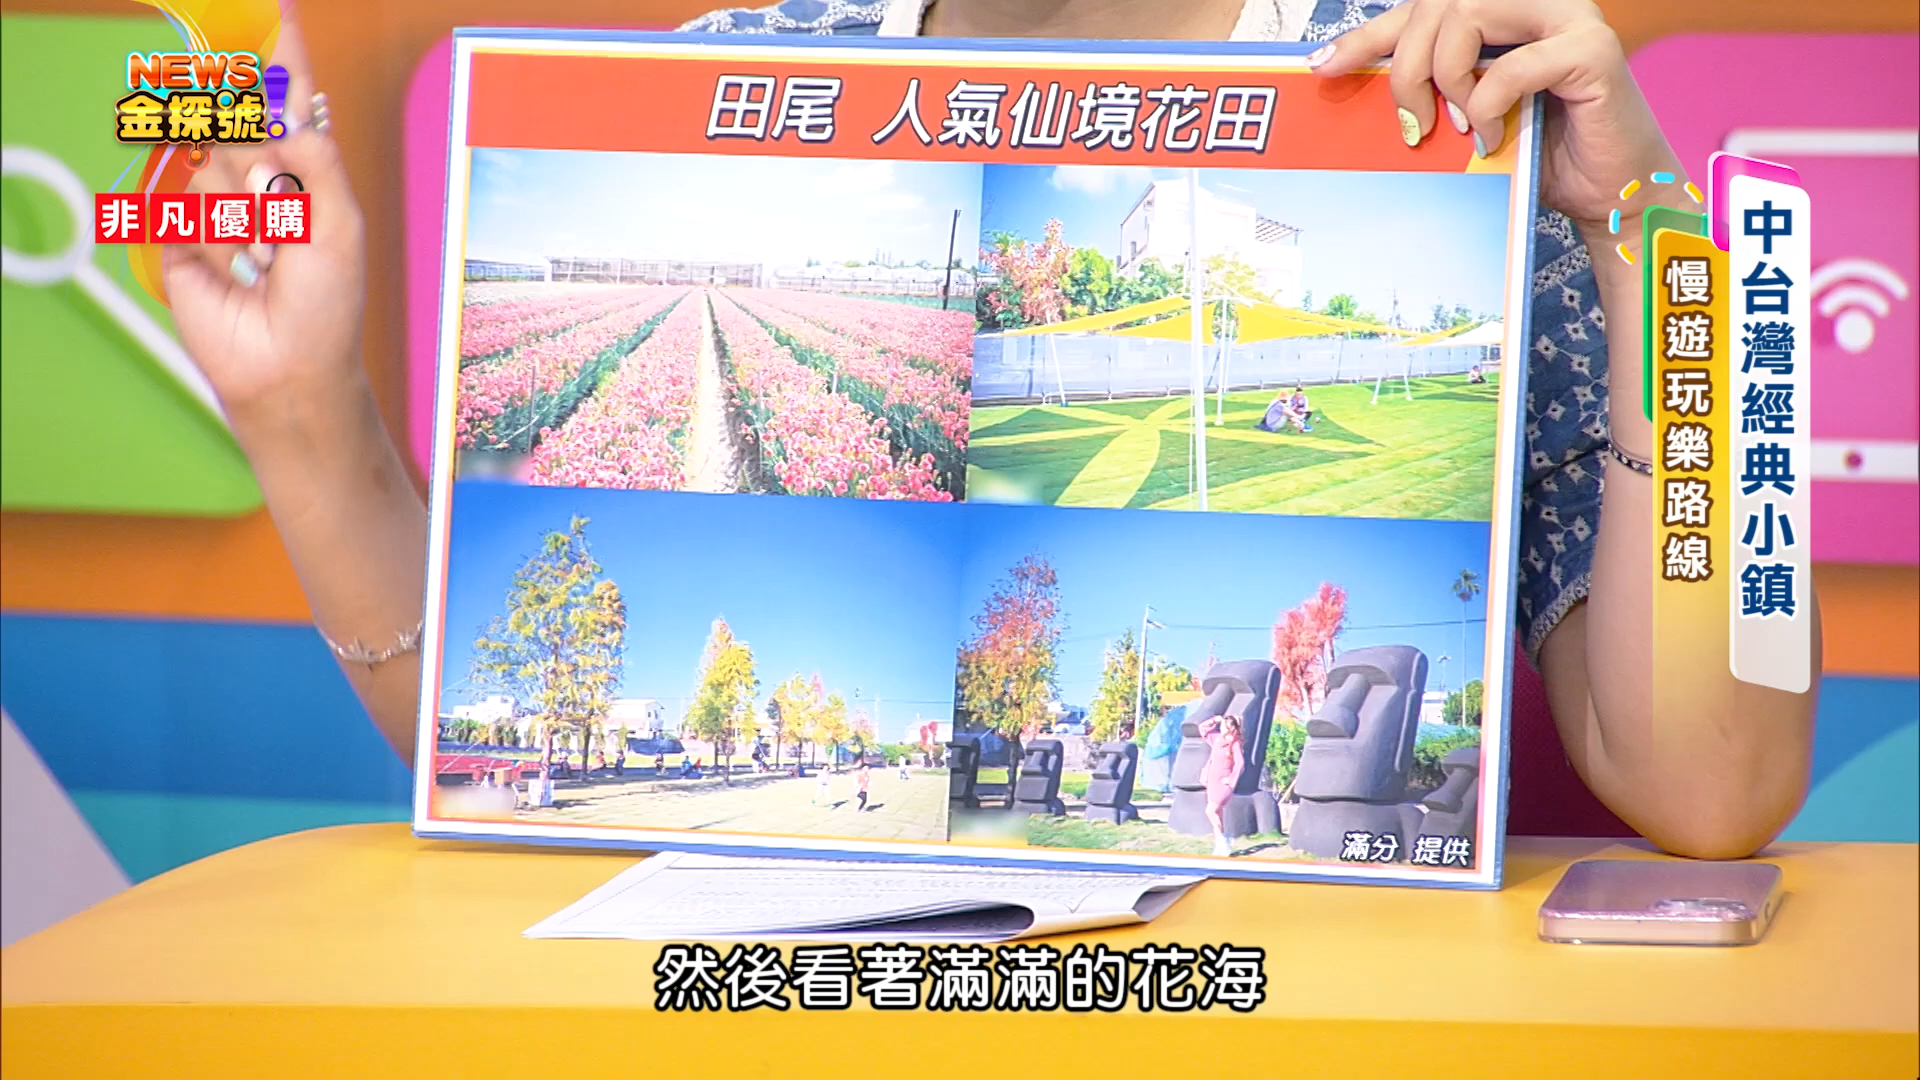 NEWS
金探號!
非凡優購
田尾 人氣仙境花田
中台灣經典小鎮
慢遊玩樂路線
滿分 提供
然後看著滿滿的花海